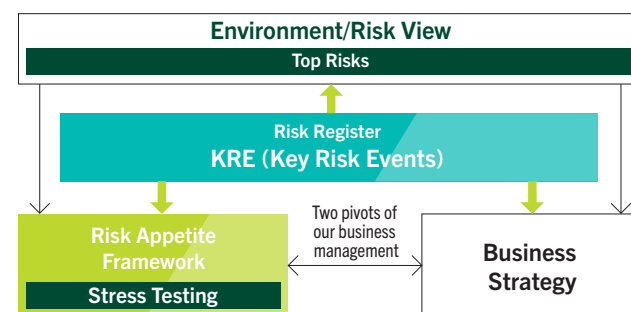 Environment/Risk View
Top Risks
Risk Register
KRE (Key Risk Events)
Two pivots of
our business
management
Risk Appetite
Framework
Stress Testing
Business
Strategy